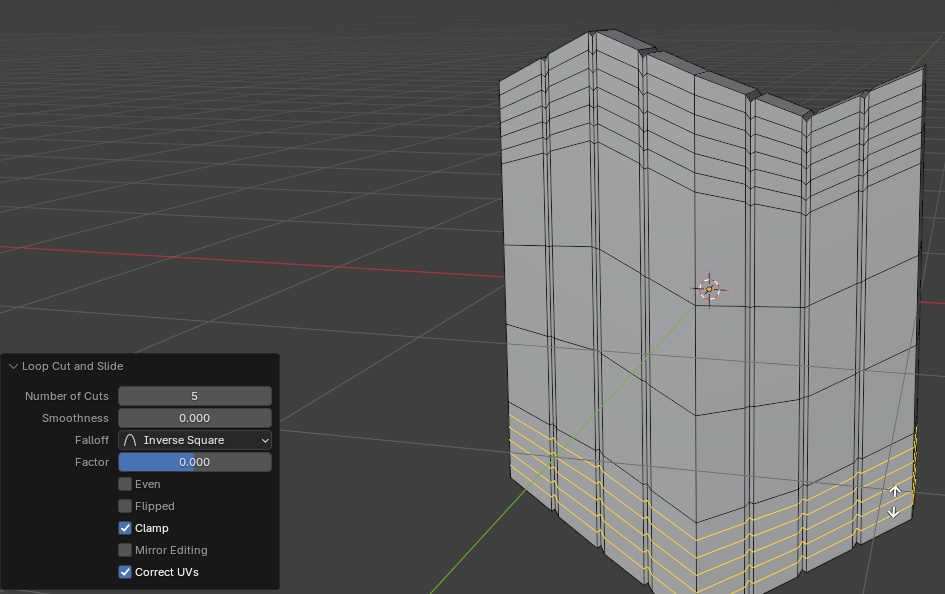 Loop Cut and Slide
Number of Cuts 5
Smoothness 0.000
Falloff Inverse Square
Factor 0.000
Even
Flipped
Clamp
Mirror Editing
Correct UVs